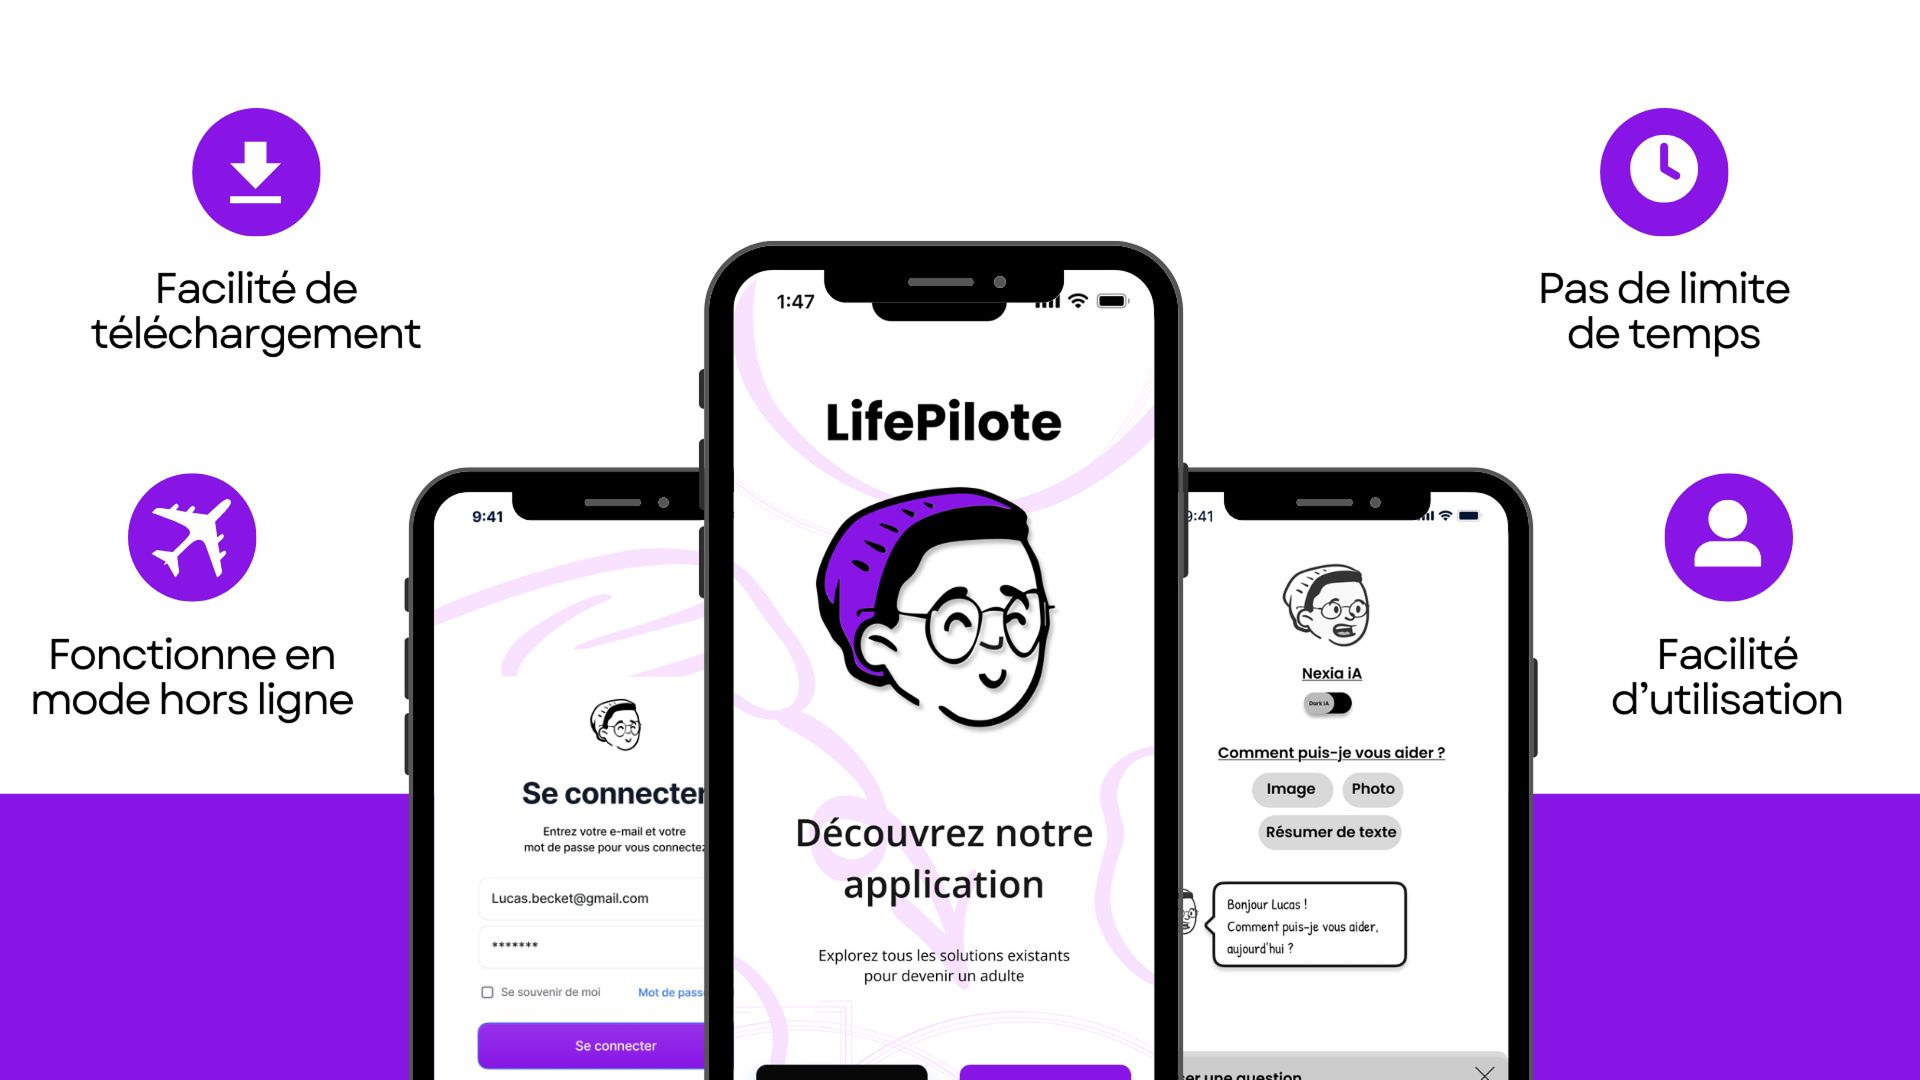 Facilité de
téléchargement
Fonctionne en
mode hors ligne
9:41
Se connecter
Entrez votre e-mail et votre
mot de passe pour vous connectez
Lucas.becket@gmail.com
*******
Se souvenir de moi
Mot de pass
Se connecter
1:47
LifePilote
Découvrez notre
application
Explorez tous les solutions existants
pour devenir un adulte
9:41
Nexia iA
Dark IA
Comment puis-je vous aider ?
Image
Photo
Résumer de texte
Bonjour Lucas !
Comment puis-je vous aider,
aujourd'hui ?
er une question
Pas de limite
de temps
Facilité
d’utilisation